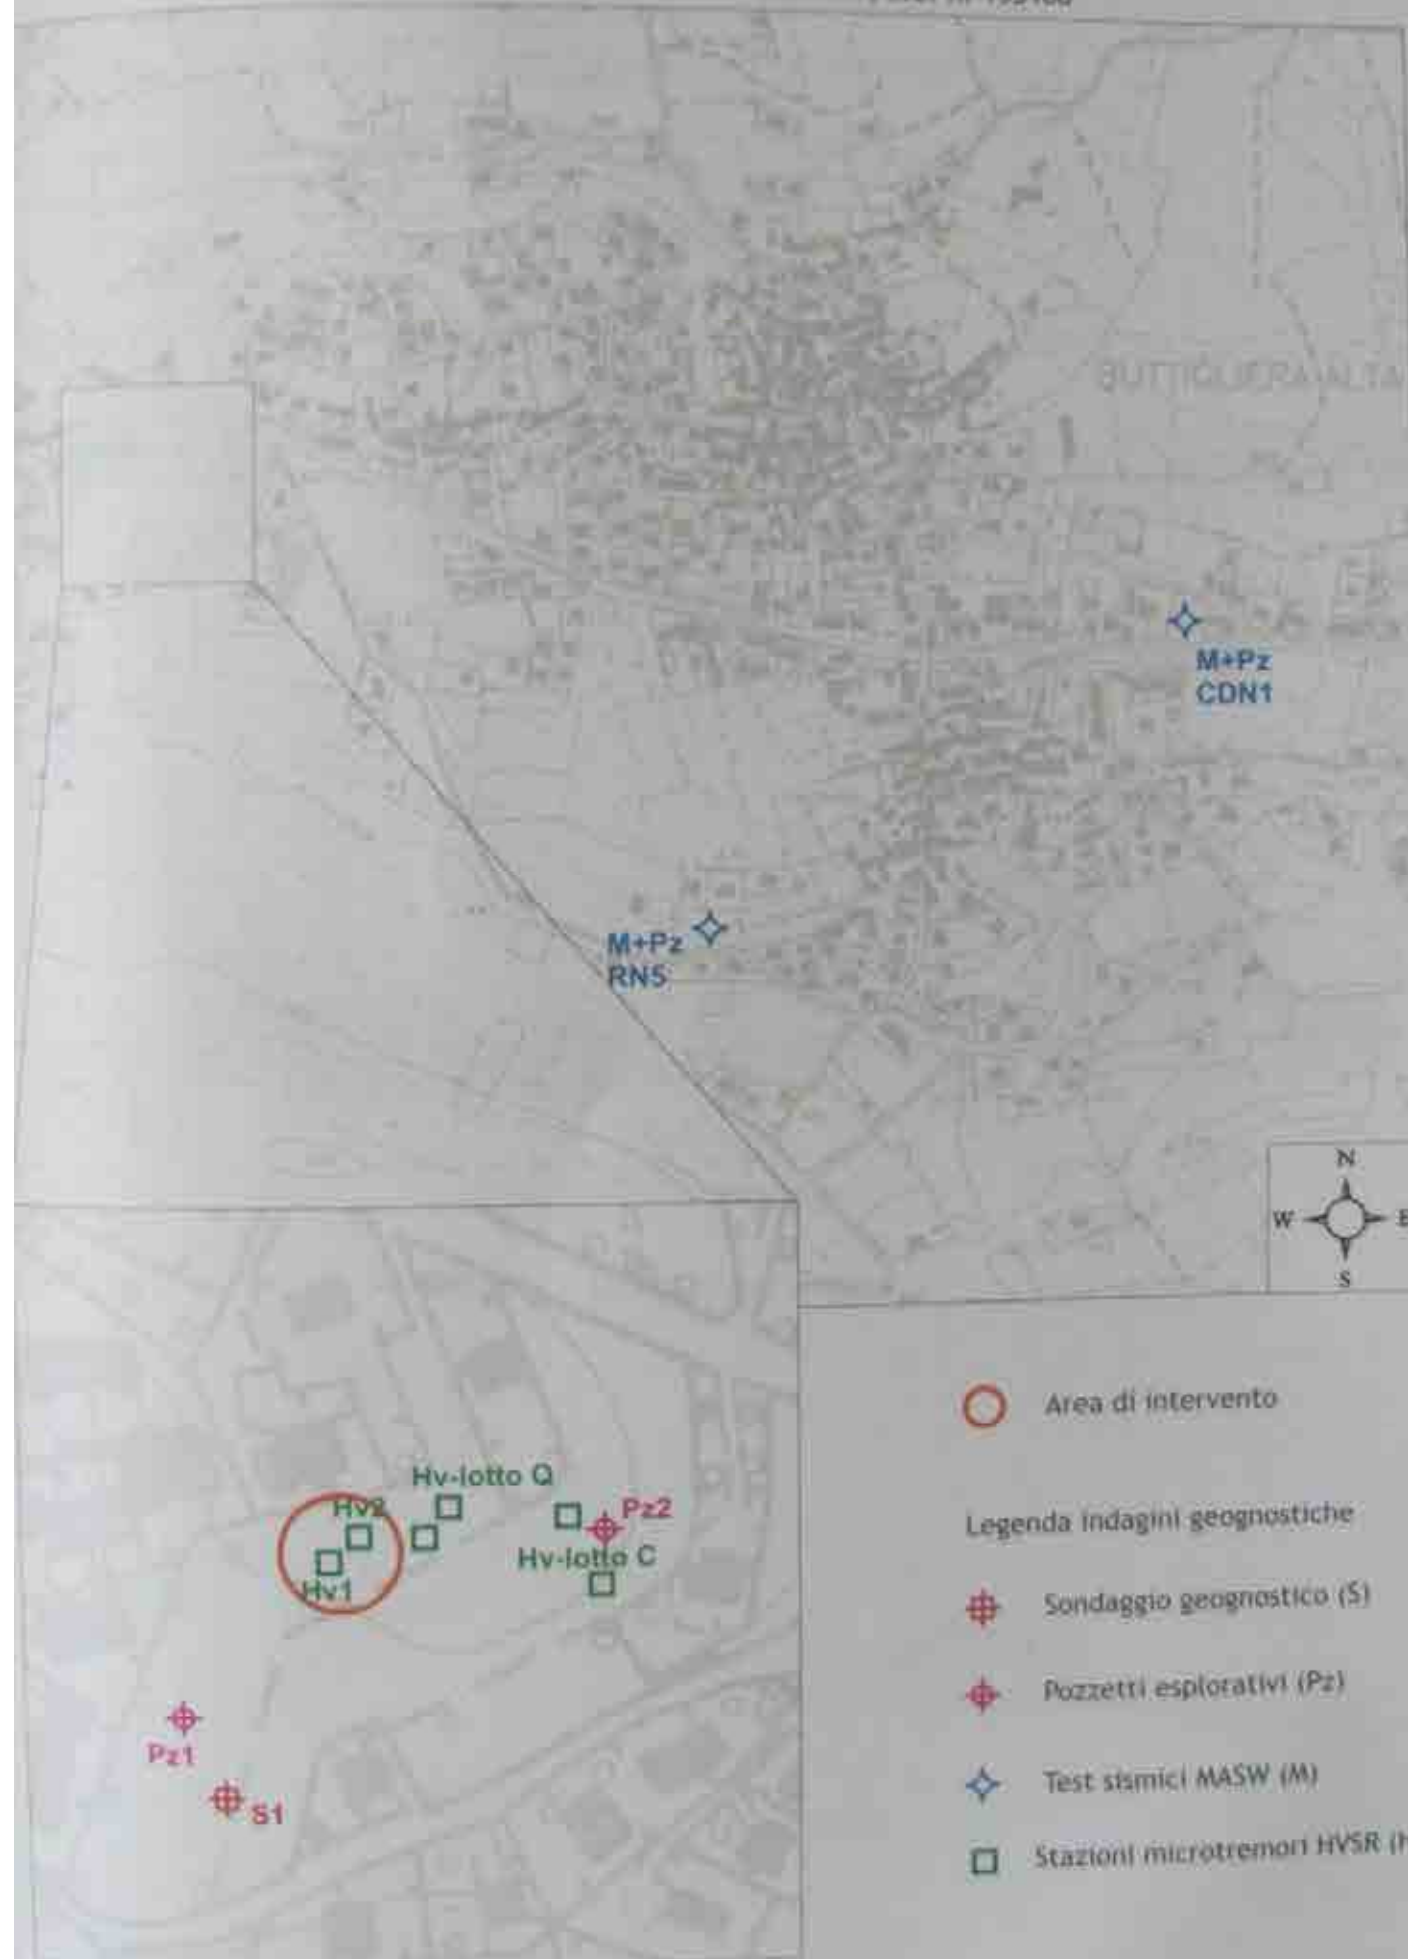 BUTTIGLIERA ALTA
M+Pz
CDN1
M+Pz
RN5
N
W
E
S
Area di intervento
Hv-lotto Q
Hv2
Pz2
Hv-lotto C
Hv1
Legenda indagini geognostiche
Sondaggio geognostico (S)
Pozzetti esplorativi (Pz)
Pz1
Test sismici MASW (M)
S1
Stazioni microtremori HVSR (